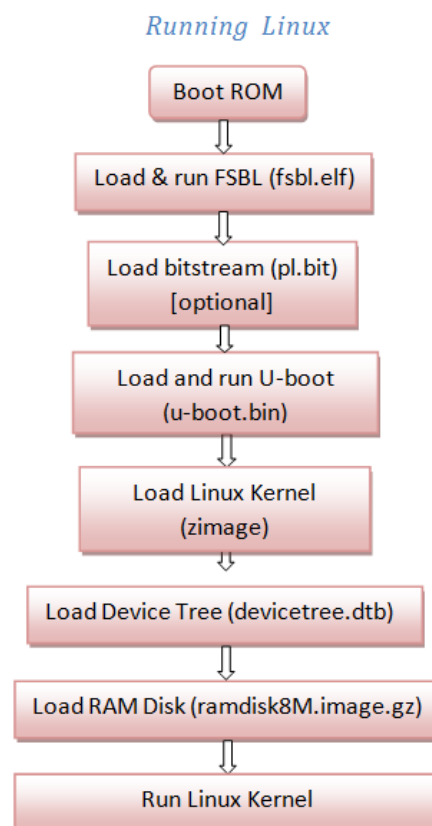 Running Linux
Boot ROM
Load & run FSBL (fsbl.elf)
Load bitstream (pl.bit)
[optional]
Load and run U-boot
(u-boot.bin)
Load Linux Kernel
(zimage)
Load Device Tree (devicetree.dtb)
Load RAM Disk (ramdisk8M.image.gz)
Run Linux Kernel